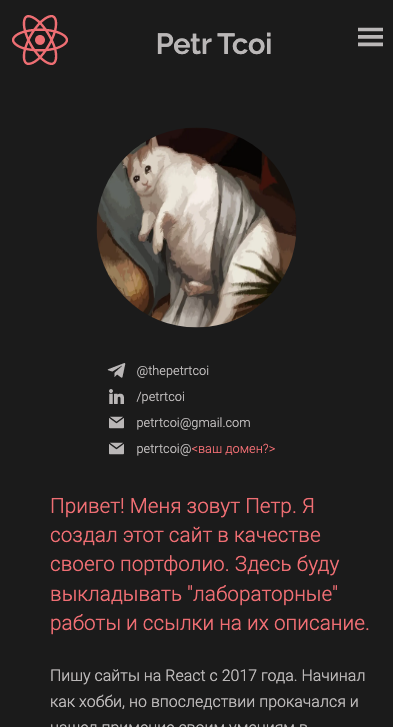 Petr Tcoi
@thepetrtcoi
/petrtcoi
petrtcoi@gmail.com
petrtcoi@<ваш домен?>
Привет! Меня зовут Петр. Я
создал этот сайт в качестве
своего портфолио. Здесь буду
выкладывать "лабораторные"
работы и ссылки на их описание.
Пишу сайты на React с 2017 года. Начинал
как хобби, но впоследствии прокачался и